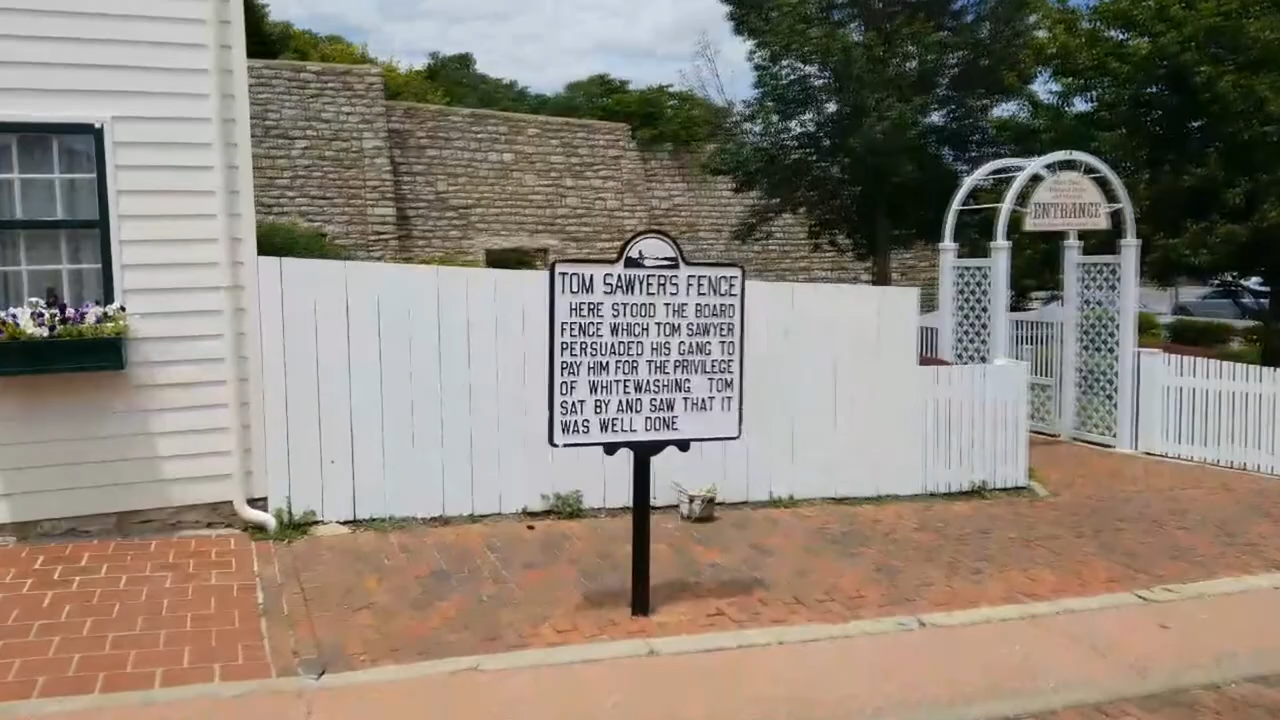 TOM SAWYER'S FENCE
HERE STOOD THE BOARD
FENCE WHICH TOM SAWYER
PERSUADED HIS GANG TO
PAY HIM FOR THE PRIVILEGE
OF WHITEWASHING. TOM
SAT BY AND SAW THAT IT
WAS WELL DONE.
ENTRANCE